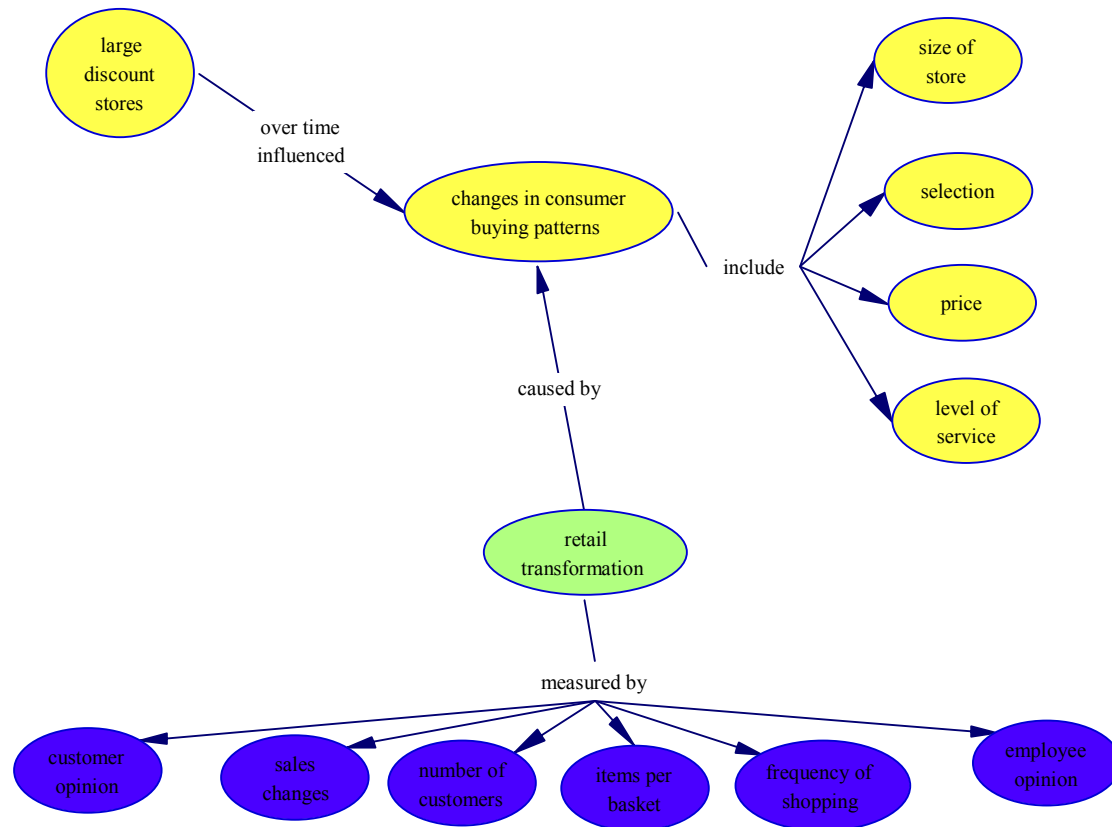 large
discount
stores
size of
store
over time
influenced
selection
changes in consumer
buying patterns
include
price
caused by
level of
service
retail
transformation
measured by
customer
opinion
sales
changes
number of
customers
items per
basket
frequency of
shopping
employee
opinion